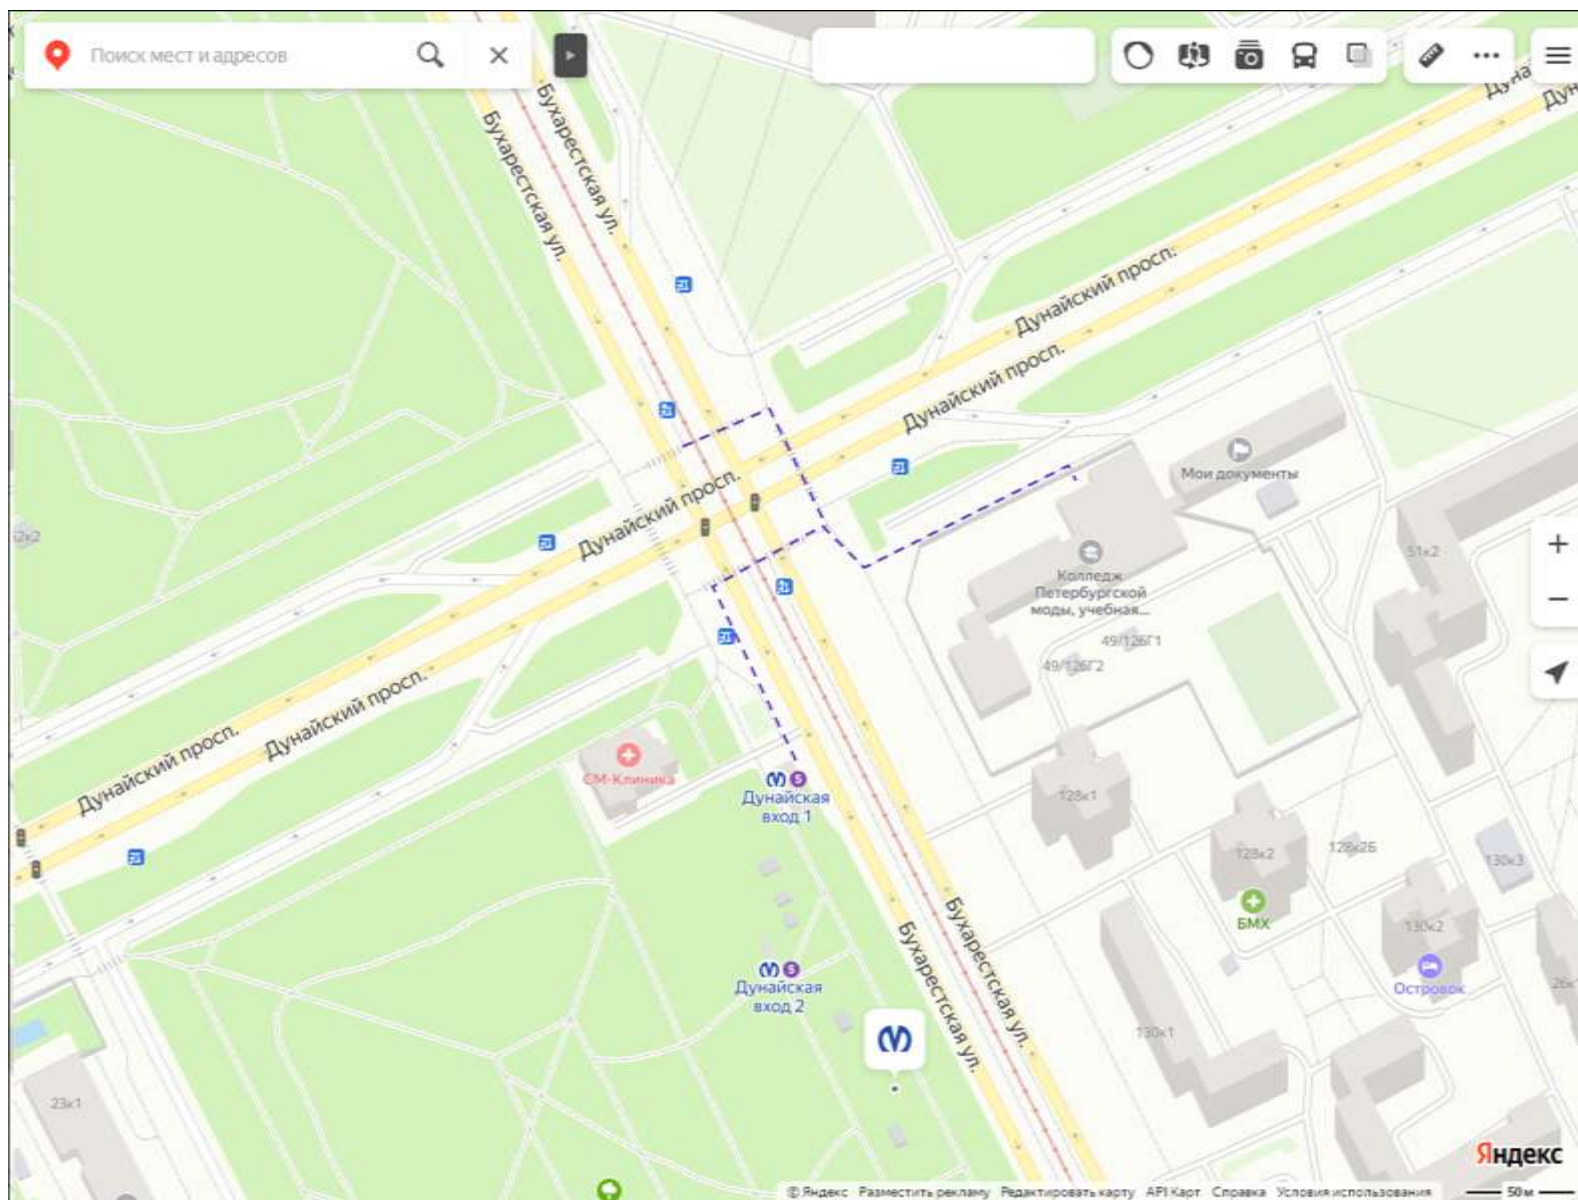 Поиск мест и адресов
Бухарестская ул.
Бухарестская ул.
Дунайский просп.
Дунайский просп.
Мои документы
Дунайский просп.
Колледж
Петербургской
моды, учебная...
51к2
49/126Г1
49/126Г2
Дунайский просп.
Дунайский просп.
СМ-Клиника
Дунайская
вход 1
128к1
128к2
128к2Б
130к3
БМХ
130к2
Островок
Бухарестская ул.
Бухарестская ул.
Дунайская
вход 2
130к1
23к1
Яндекс
© Яндекс Разместить рекламу Редактировать карту API Карт Справка Условия использования 50 м